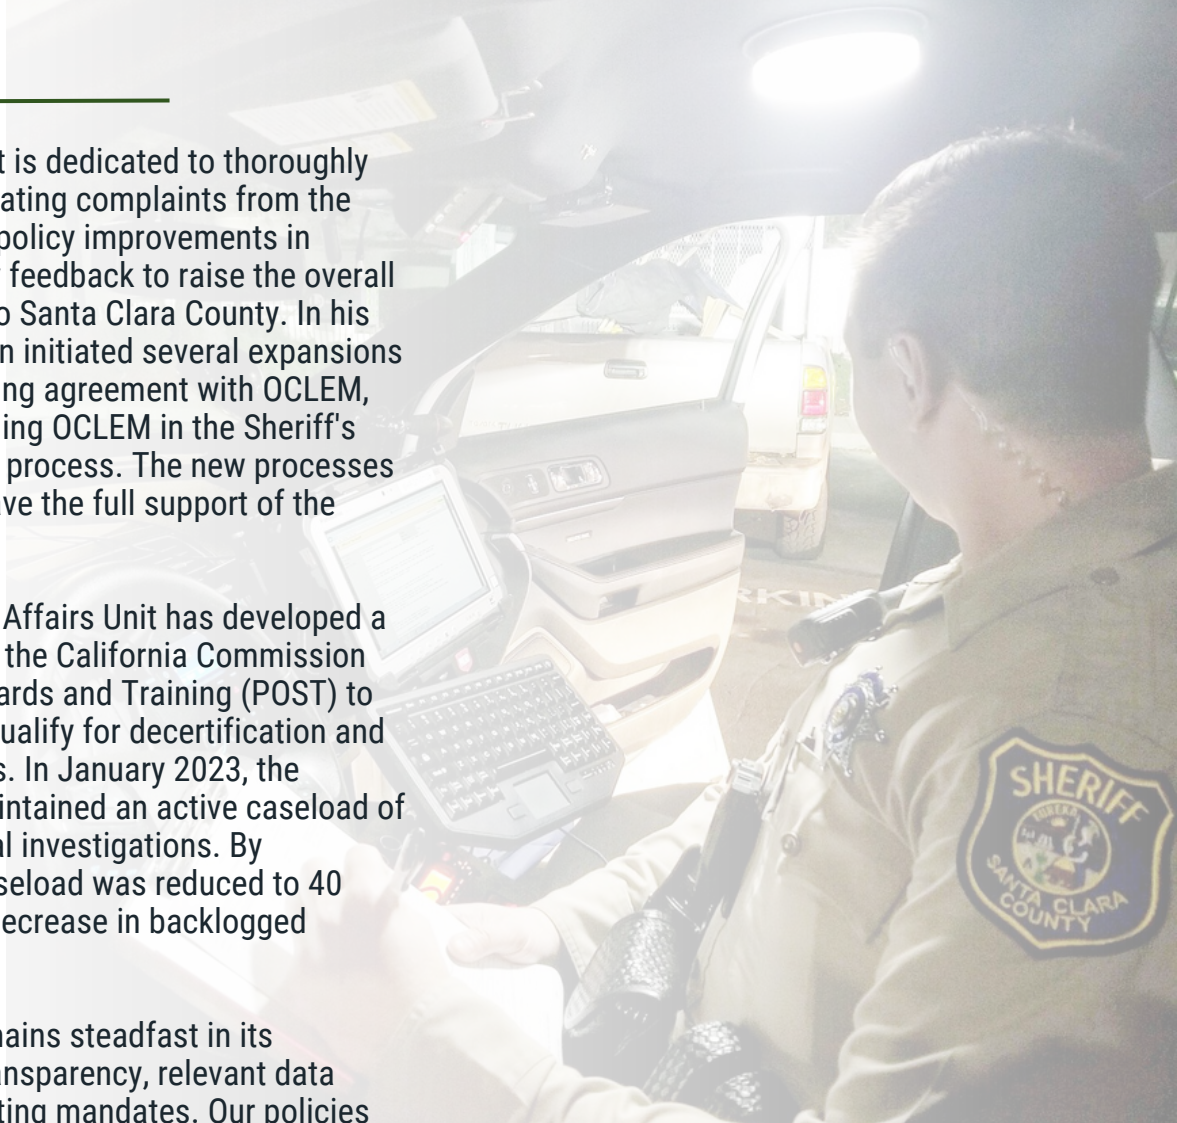 t is dedicated to thoroughly
ating complaints from the
policy improvements in
feedback to raise the overall
o Santa Clara County. In his
n initiated several expansions
ng agreement with OCLEM,
ing OCLEM in the Sheriff's
process. The new processes
ave the full support of the
Affairs Unit has developed a
the California Commission
ards and Training (POST) to
ualify for decertification and
s. In January 2023, the
intained an active caseload of
al investigations. By
seload was reduced to 40
ecrease in backlogged
ains steadfast in its
ansparency, relevant data
ting mandates. Our policies
SHERIFF
EUREKA
SANTA CLARA
COUNTY